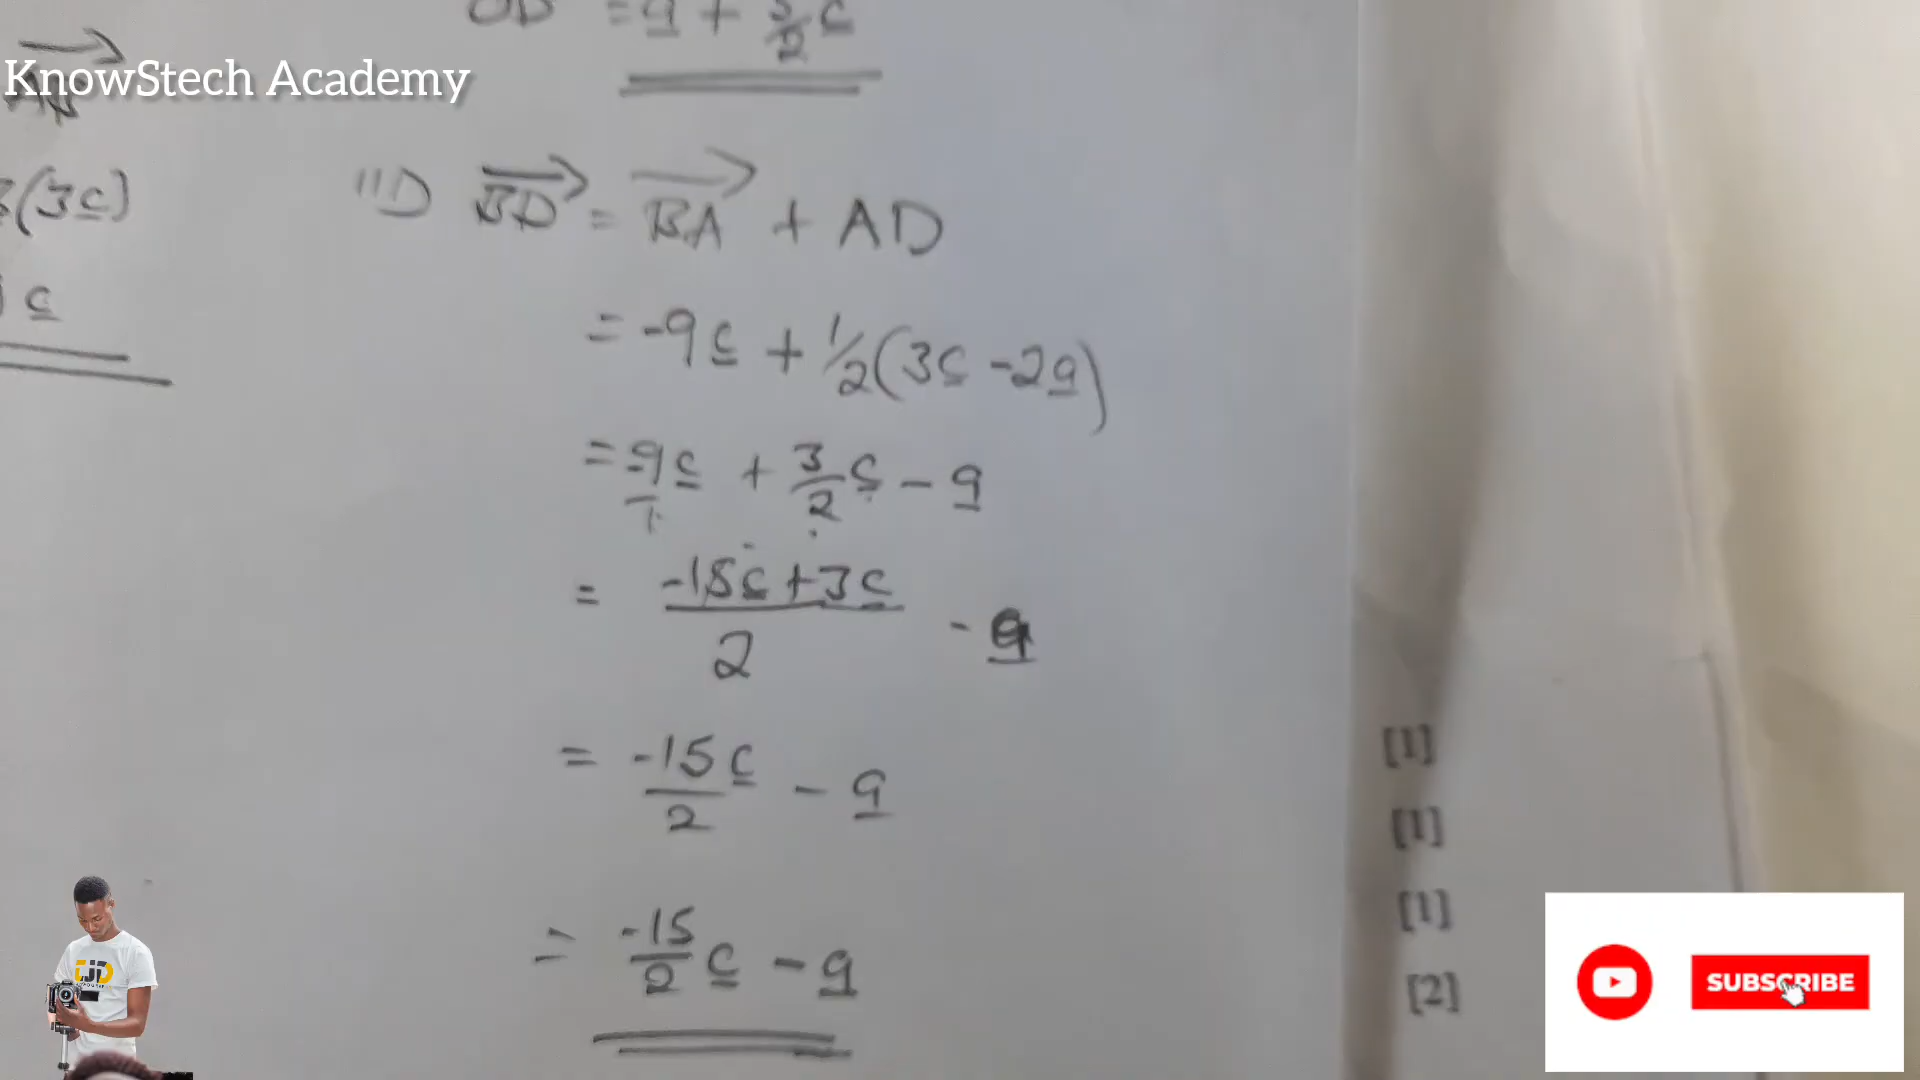 OD = a + 3/2 c
KnowStech Academy
AN
(3c)
c
iii) BD = BA + AD
= -9c + 1/2(3c - 2a)
= -9c/1 + 3/2 c - a
= -18c + 3c / 2 - a
= -15c/2 - a
= -15/2 c - a
[1]
[1]
[1]
[2]
SUBSCRIBE